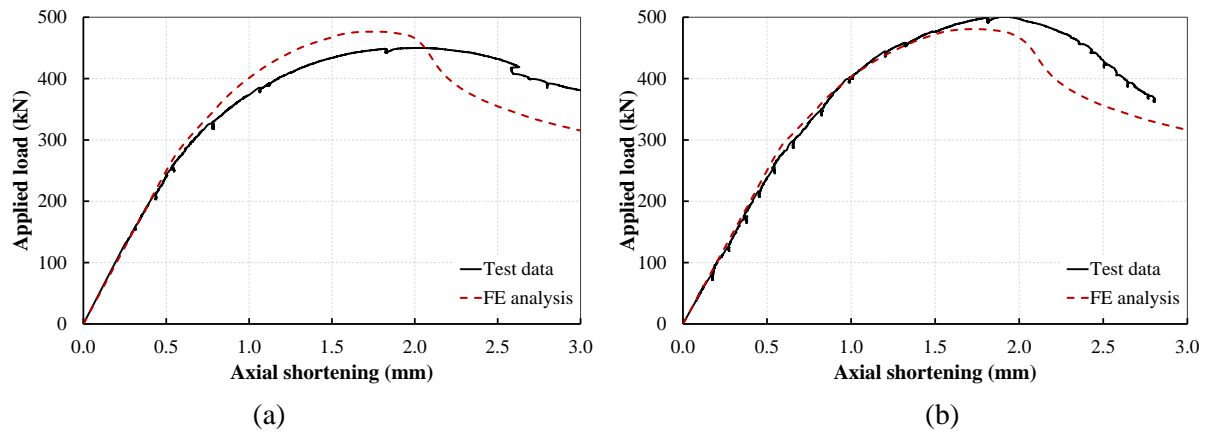 500
400
300
200
100
0
Applied load (kN)
Test data
FE analysis
0.0 0.5 1.0 1.5 2.0 2.5 3.0
Axial shortening (mm)
(a)
500
400
300
200
100
0
Applied load (kN)
Test data
FE analysis
0.0 0.5 1.0 1.5 2.0 2.5 3.0
Axial shortening (mm)
(b)